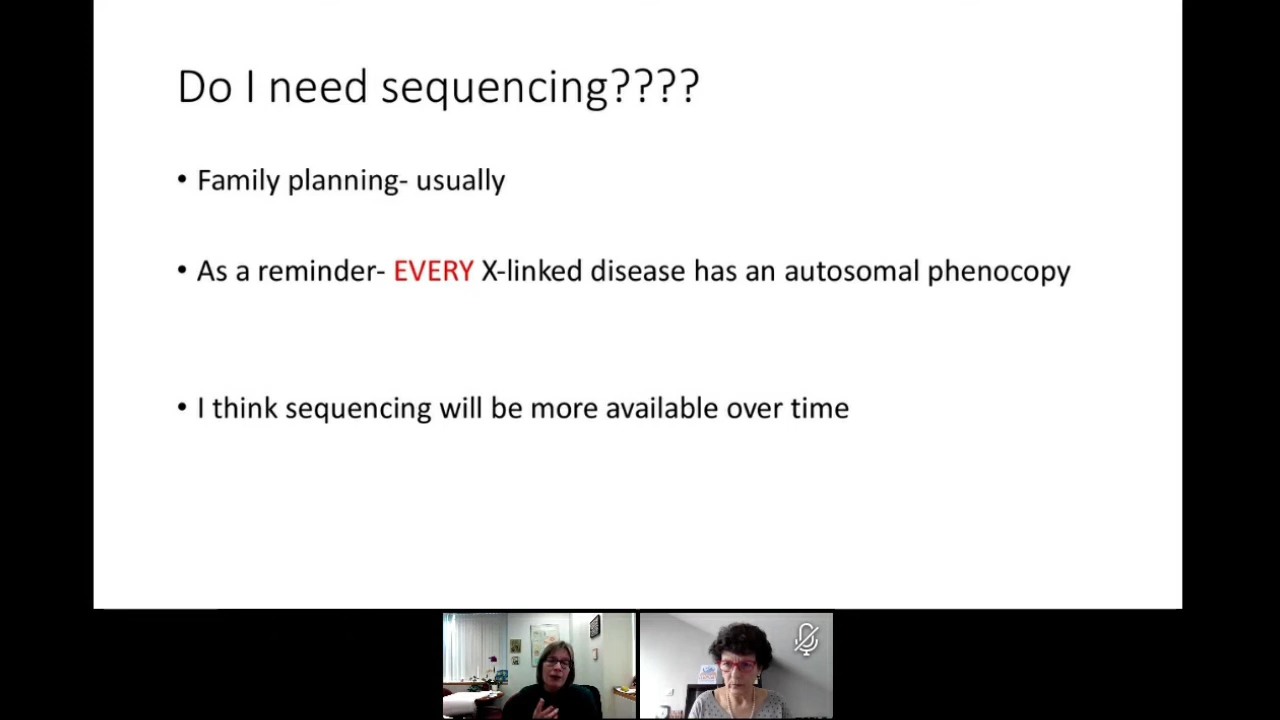 Do I need sequencing????
• Family planning- usually
• As a reminder- EVERY X-linked disease has an autosomal phenocopy
• I think sequencing will be more available over time